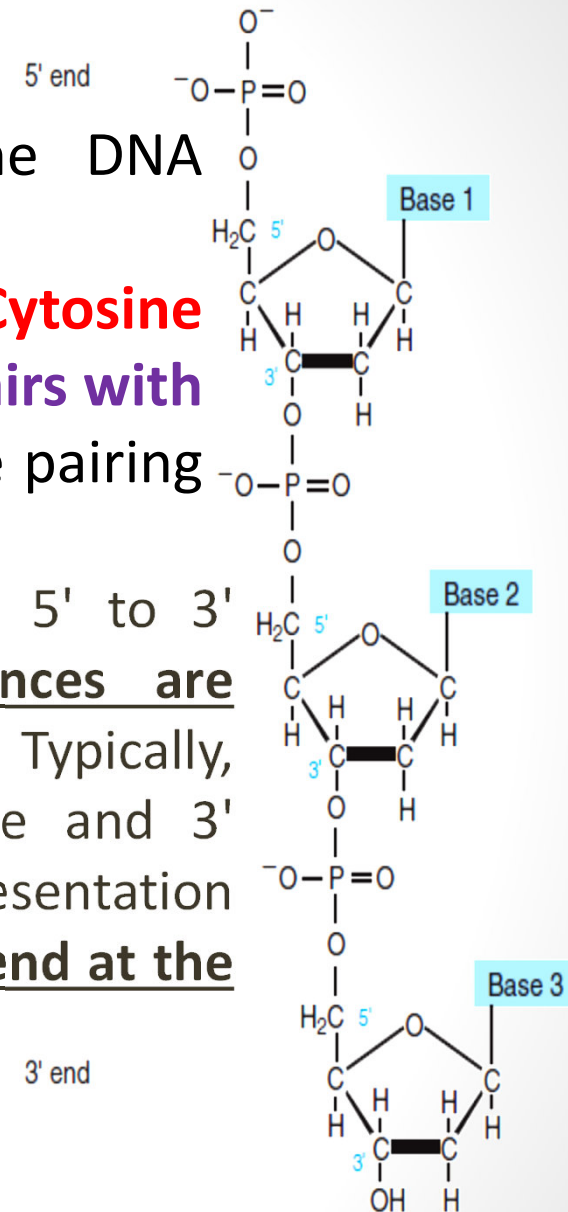 O⁻
5' end
⁻O–P=O
ne DNA
O
Base 1
H₂C 5'
O
C
C
Cytosine
H
H
H
H
airs with
3'
C
C
O
H
e pairing
⁻O–P=O
O
5' to 3'
Base 2
H₂C 5'
O
nces are
C
C
H
H
H
H
Typically,
3'
C
C
e and 3'
O
H
esentation
⁻O–P=O
O
end at the
Base 3
H₂C 5'
O
3' end
C
C
H
H
H
H
3'
C
C
OH
H